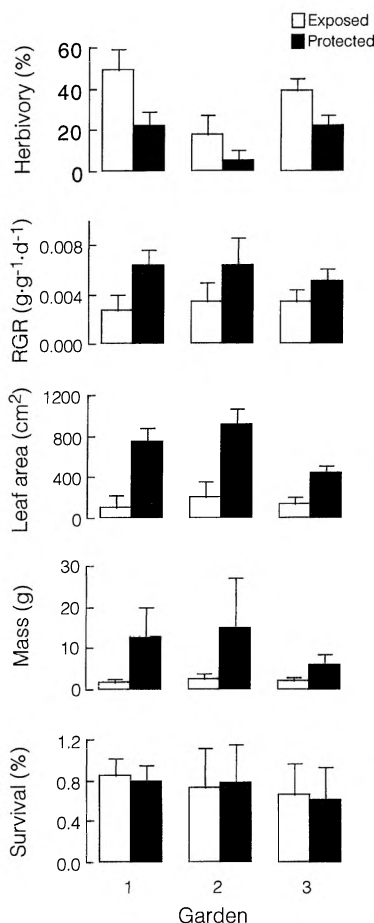 Exposed
Protected
Herbivory (%)
60
40
20
0
RGR (g·g⁻¹·d⁻¹)
0.008
0.004
0.000
Leaf area (cm²)
1200
800
400
0
Mass (g)
30
20
10
0
Survival (%)
1.2
0.8
0.4
0.0
1 2 3
Garden